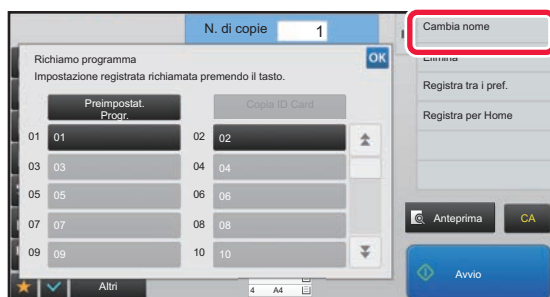 N. di copie 1
Richiamo programma
OK
Impostazione registrata richiamata premendo il tasto.
Preimpostat.
Progr.
Copia ID Card
01 01
02 02
03 03
04 04
05 05
06 06
07 07
08 08
09 09
10 10
Altri
4 A4
Cambia nome
Elimina
Registra tra i pref.
Registra per Home
Anteprima
CA
Avvio